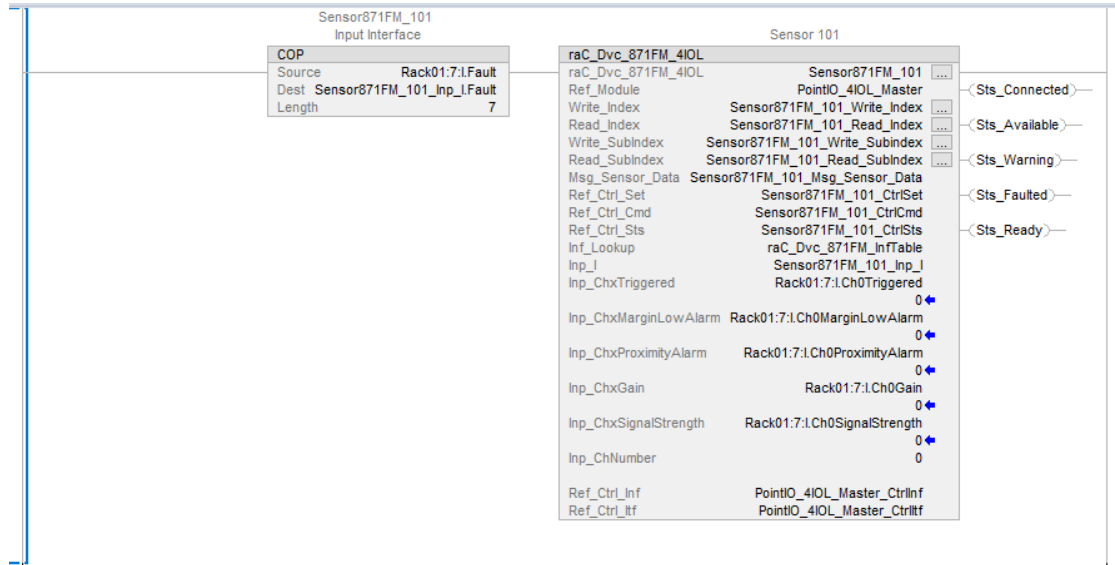 Sensor871FM_101
Input Interface
COP
Source Rack01:7:I.Fault
Dest Sensor871FM_101_Inp_I.Fault
Length 7
Sensor 101
raC_Dvc_871FM_4IOL
raC_Dvc_871FM_4IOL Sensor871FM_101 ...
Ref_Module PointIO_4IOL_Master
Write_Index Sensor871FM_101_Write_Index ...
Read_Index Sensor871FM_101_Read_Index ...
Write_SubIndex Sensor871FM_101_Write_Subindex ...
Read_SubIndex Sensor871FM_101_Read_SubIndex ...
Msg_Sensor_Data Sensor871FM_101_Msg_Sensor_Data
Ref_Ctrl_Set Sensor871FM_101_CtrlSet
Ref_Ctrl_Cmd Sensor871FM_101_CtrlCmd
Ref_Ctrl_Sts Sensor871FM_101_CtrlSts
Inf_Lookup raC_Dvc_871FM_InfTable
Inp_I Sensor871FM_101_Inp_I
Inp_ChxTriggered Rack01:7:I.Ch0Triggered
0
Inp_ChxMarginLowAlarm Rack01:7:I.Ch0MarginLowAlarm
0
Inp_ChxProximityAlarm Rack01:7:I.Ch0ProximityAlarm
0
Inp_ChxGain Rack01:7:I.Ch0Gain
0
Inp_ChxSignalStrength Rack01:7:I.Ch0SignalStrength
0
Inp_ChNumber 0
Ref_Ctrl_Inf PointIO_4IOL_Master_CtrlInf
Ref_Ctrl_Itf PointIO_4IOL_Master_CtrlItf
Sts_Connected
Sts_Available
Sts_Warning
Sts_Faulted
Sts_Ready